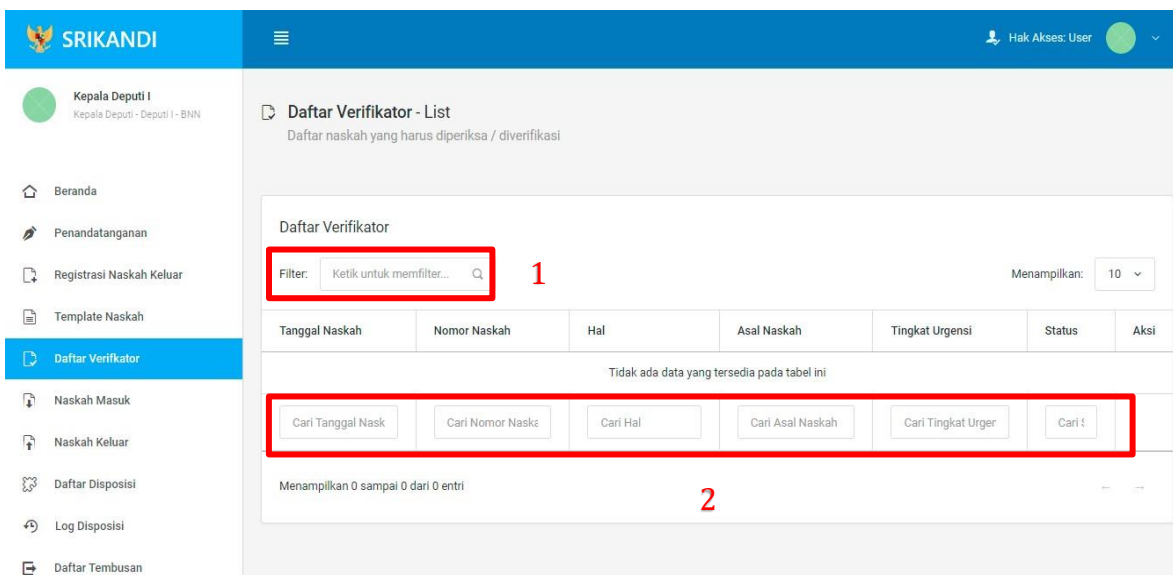 SRIKANDI
Hak Akses: User
Kepala Deputi I
Kepala Deputi - Deputi I - BNN
Daftar Verifikator - List
Daftar naskah yang harus diperiksa / diverifikasi
Beranda
Penandatanganan
Registrasi Naskah Keluar
Template Naskah
Daftar Verifkator
Naskah Masuk
Naskah Keluar
Daftar Disposisi
Log Disposisi
Daftar Tembusan
Daftar Verifikator
Filter: Ketik untuk memfilter... 1 Menampilkan: 10
Tanggal Naskah Nomor Naskah Hal Asal Naskah Tingkat Urgensi Status Aksi
Tidak ada data yang tersedia pada tabel ini
Cari Tanggal Nask Cari Nomor Naska Cari Hal Cari Asal Naskah Cari Tingkat Urger Cari S
Menampilkan 0 sampai 0 dari 0 entri ← →
2